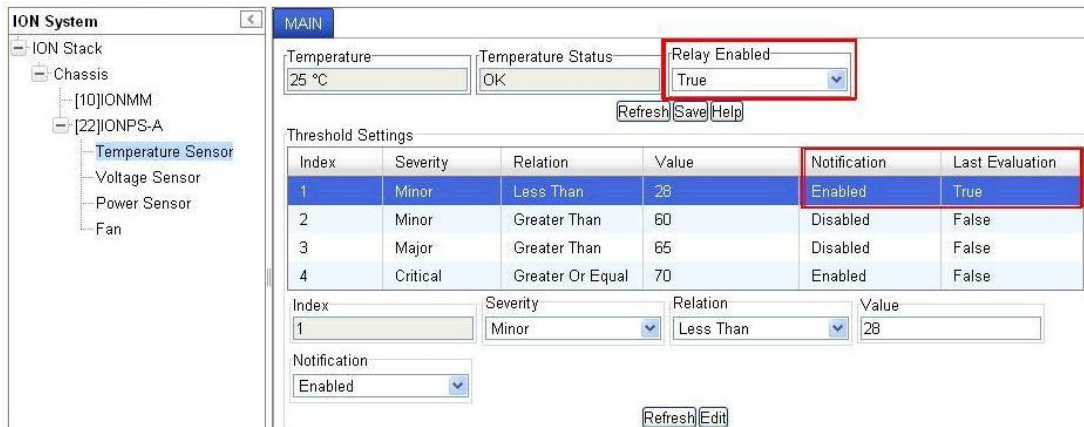 ION System
<
ION Stack
Chassis
[10]IONMM
[22]IONPS-A
Temperature Sensor
Voltage Sensor
Power Sensor
Fan
MAIN
Temperature Temperature Status Relay Enabled
25 °C OK True
Refresh Save Help
Threshold Settings
Index Severity Relation Value Notification Last Evaluation
1 Minor Less Than 28 Enabled True
2 Minor Greater Than 60 Disabled False
3 Major Greater Than 65 Disabled False
4 Critical Greater Or Equal 70 Enabled False
Index Severity Relation Value
1 Minor Less Than 28
Notification
Enabled
Refresh Edit